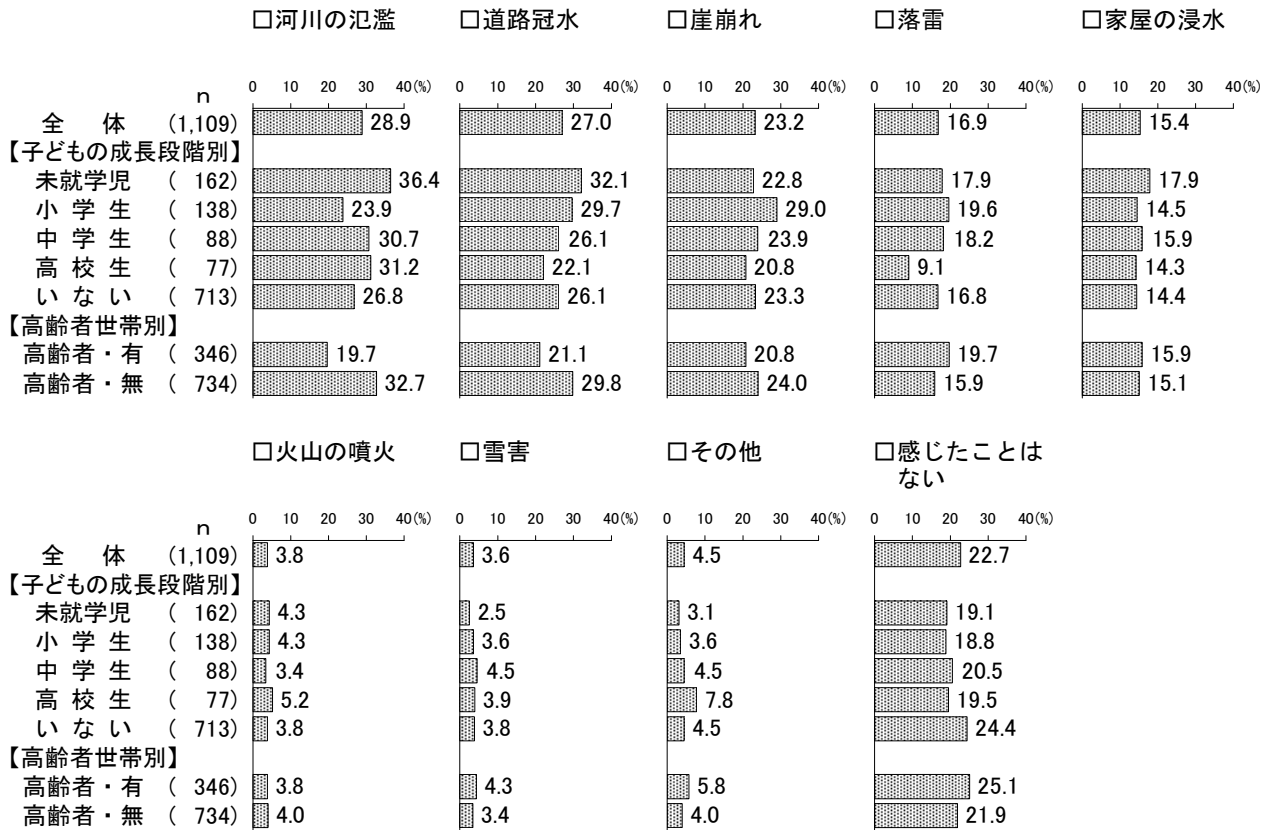 □河川の氾濫 □道路冠水 □崖崩れ □落雷 □家屋の浸水
0 10 20 30 40(%) 0 10 20 30 40(%) 0 10 20 30 40(%) 0 10 20 30 40(%) 0 10 20 30 40(%)
n
全 体 (1,109) 28.9 27.0 23.2 16.9 15.4
【子どもの成長段階別】
未就学児 ( 162) 36.4 32.1 22.8 17.9 17.9
小 学 生 ( 138) 23.9 29.7 29.0 19.6 14.5
中 学 生 ( 88) 30.7 26.1 23.9 18.2 15.9
高 校 生 ( 77) 31.2 22.1 20.8 9.1 14.3
い な い ( 713) 26.8 26.1 23.3 16.8 14.4
【高齢者世帯別】
高齢者・有 ( 346) 19.7 21.1 20.8 19.7 15.9
高齢者・無 ( 734) 32.7 29.8 24.0 15.9 15.1
□火山の噴火 □雪害 □その他 □感じたことは
ない
0 10 20 30 40(%) 0 10 20 30 40(%) 0 10 20 30 40(%) 0 10 20 30 40(%)
n
全 体 (1,109) 3.8 3.6 4.5 22.7
【子どもの成長段階別】
未就学児 ( 162) 4.3 2.5 3.1 19.1
小 学 生 ( 138) 4.3 3.6 3.6 18.8
中 学 生 ( 88) 3.4 4.5 4.5 20.5
高 校 生 ( 77) 5.2 3.9 7.8 19.5
い な い ( 713) 3.8 3.8 4.5 24.4
【高齢者世帯別】
高齢者・有 ( 346) 3.8 4.3 5.8 25.1
高齢者・無 ( 734) 4.0 3.4 4.0 21.9